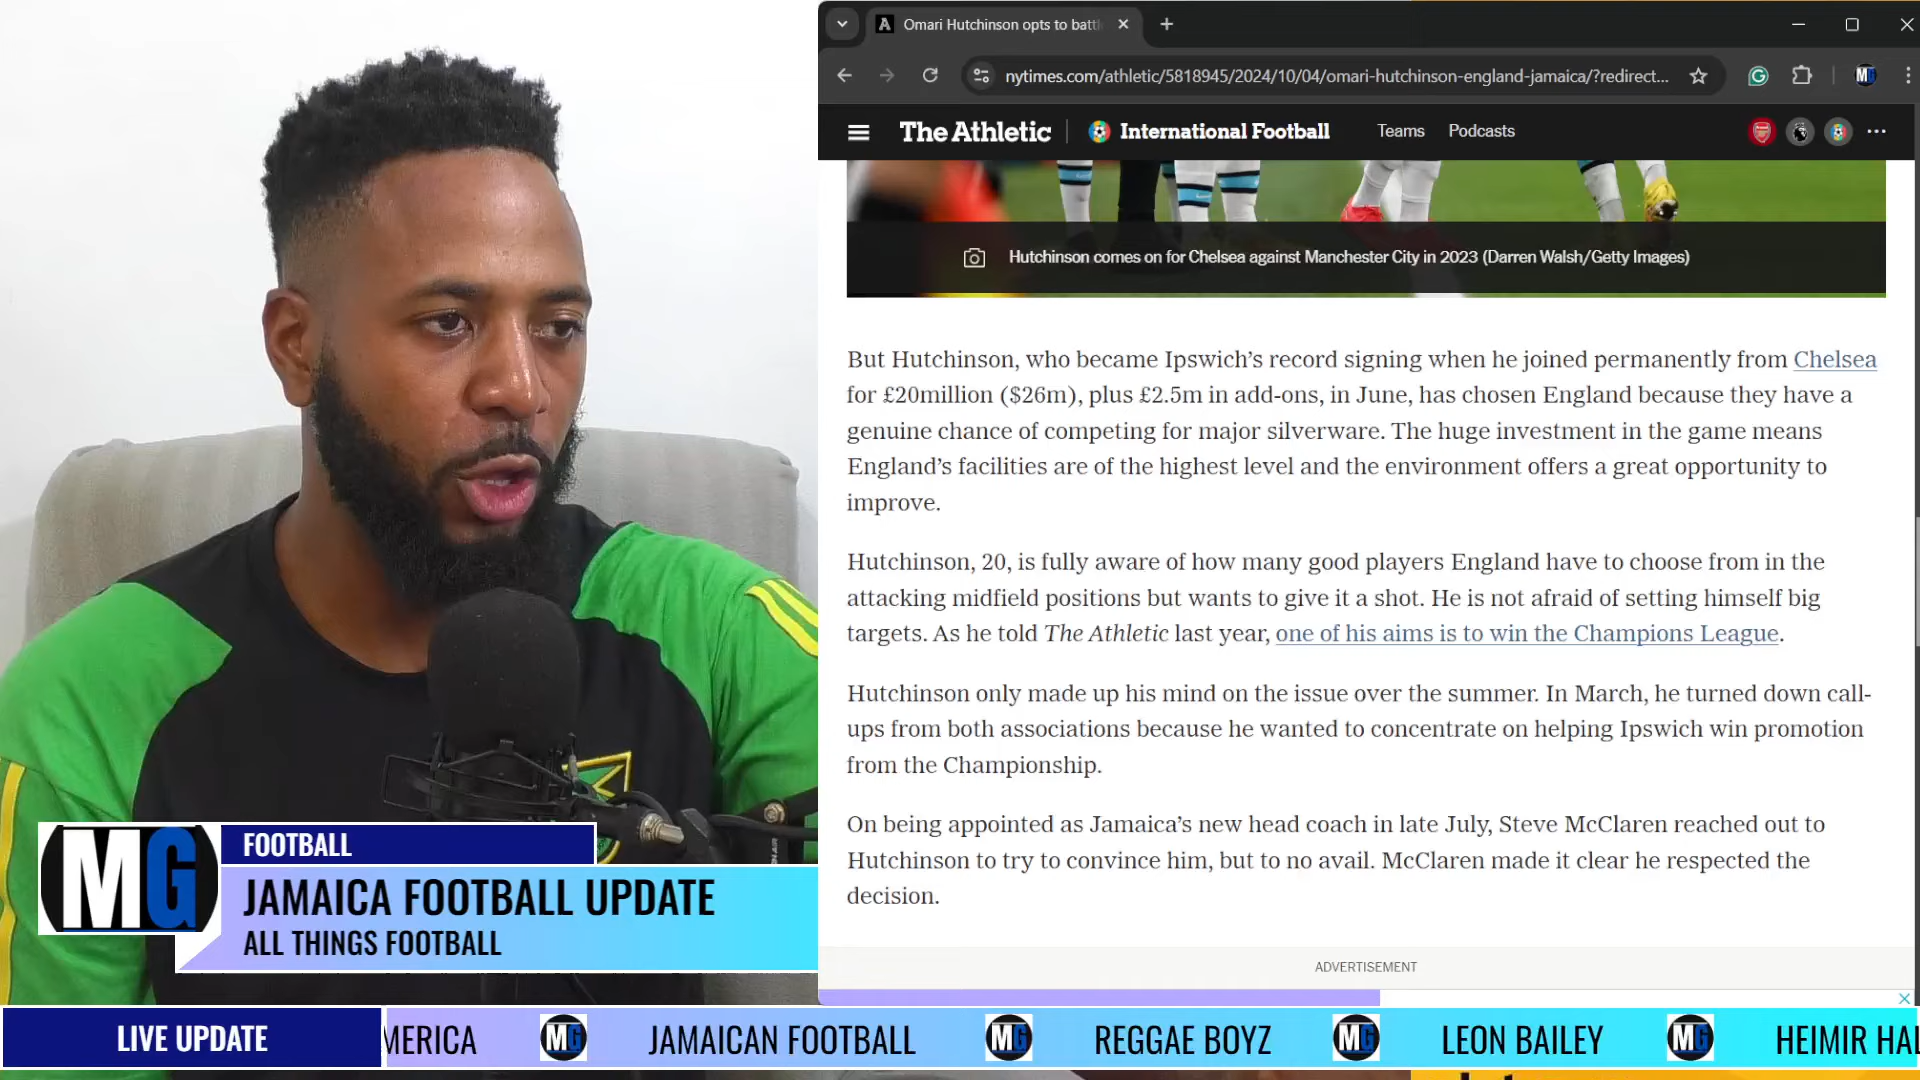 Omari Hutchinson opts to battl
nytimes.com/athletic/5818945/2024/10/04/omari-hutchinson-england-jamaica/?redirect...
MG
The Athletic
International Football
Teams
Podcasts
Hutchinson comes on for Chelsea against Manchester City in 2023 (Darren Walsh/Getty Images)
But Hutchinson, who became Ipswich's record signing when he joined permanently from Chelsea
for £20million ($26m), plus £2.5m in add-ons, in June, has chosen England because they have a
genuine chance of competing for major silverware. The huge investment in the game means
England's facilities are of the highest level and the environment offers a great opportunity to
improve.
Hutchinson, 20, is fully aware of how many good players England have to choose from in the
attacking midfield positions but wants to give it a shot. He is not afraid of setting himself big
targets. As he told The Athletic last year, one of his aims is to win the Champions League.
Hutchinson only made up his mind on the issue over the summer. In March, he turned down call-
ups from both associations because he wanted to concentrate on helping Ipswich win promotion
from the Championship.
On being appointed as Jamaica's new head coach in late July, Steve McClaren reached out to
Hutchinson to try to convince him, but to no avail. McClaren made it clear he respected the
decision.
ADVERTISEMENT
MG
FOOTBALL
JAMAICA FOOTBALL UPDATE
ALL THINGS FOOTBALL
LIVE UPDATE
MERICA
MG
JAMAICAN FOOTBALL
MG
REGGAE BOYZ
MG
LEON BAILEY
MG
HEIMIR HAL